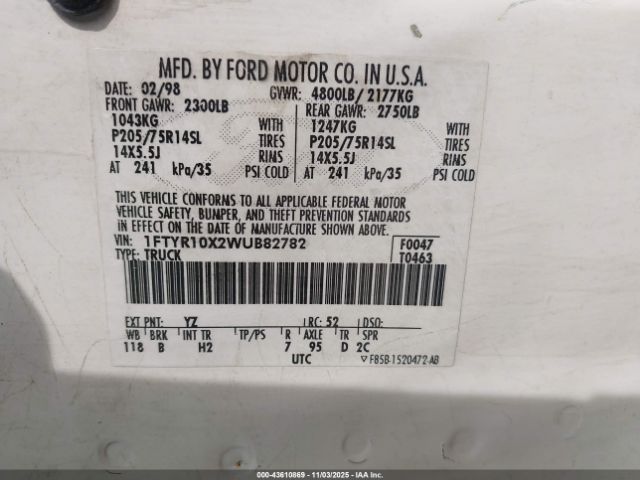 MFD. BY FORD MOTOR CO. IN U.S.A.
DATE: 02/98 GVWR: 4800LB/ 2177KG
FRONT GAWR: 2300LB REAR GAWR: 2750LB
1043KG WITH 1247KG WITH
P205/75R14SL TIRES P205/75R14SL TIRES
14X5.5J RIMS 14X5.5J RIMS
AT 241 kPa/35 PSI COLD AT 241 kPa/35 PSI COLD
THIS VEHICLE CONFORMS TO ALL APPLICABLE FEDERAL MOTOR
VEHICLE SAFETY, BUMPER, AND THEFT PREVENTION STANDARDS
IN EFFECT ON THE DATE OF MANUFACTURE SHOWN ABOVE.
VIN: 1FTYR10X2WUB82782 F0047
TYPE: TRUCK T0463
EXT PNT: YZ RC: 52 DSO:
WB BRK INT TR TP/PS R AXLE TR SPR
118 B H2 7 95 D 2C
UTC F85B-1520472-AB
000-43610869 - 11/03/2025 - IAA Inc.